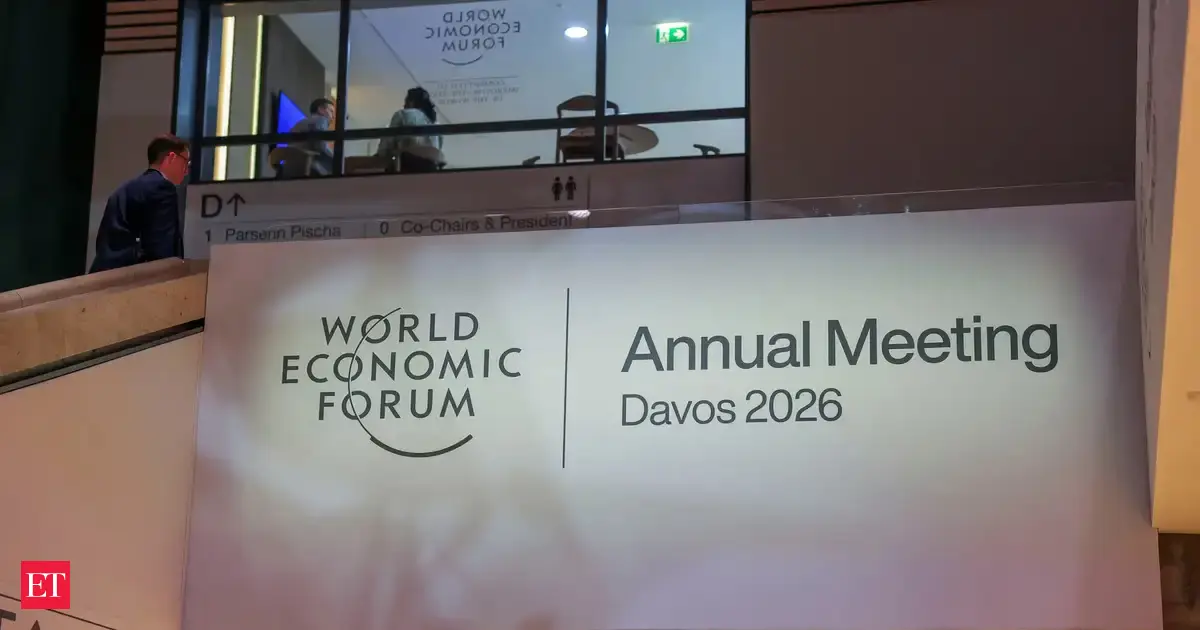 WORLD
ECONOMIC
FORUM
D↑
1 Parsenn Pischa
0 Co-Chairs & President
WORLD
ECONOMIC
FORUM
Annual Meeting
Davos 2026
ET